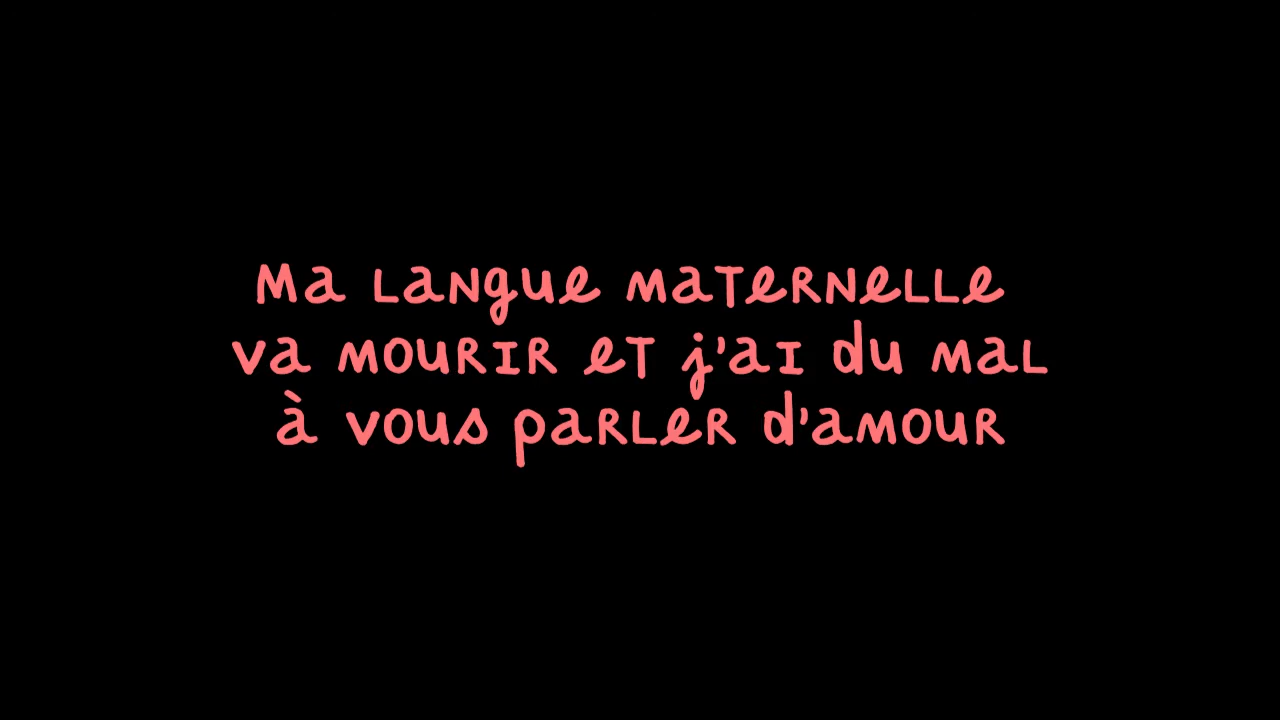 Ma langue maternelle
va mourir et j'ai du mal
à vous parler d'amour